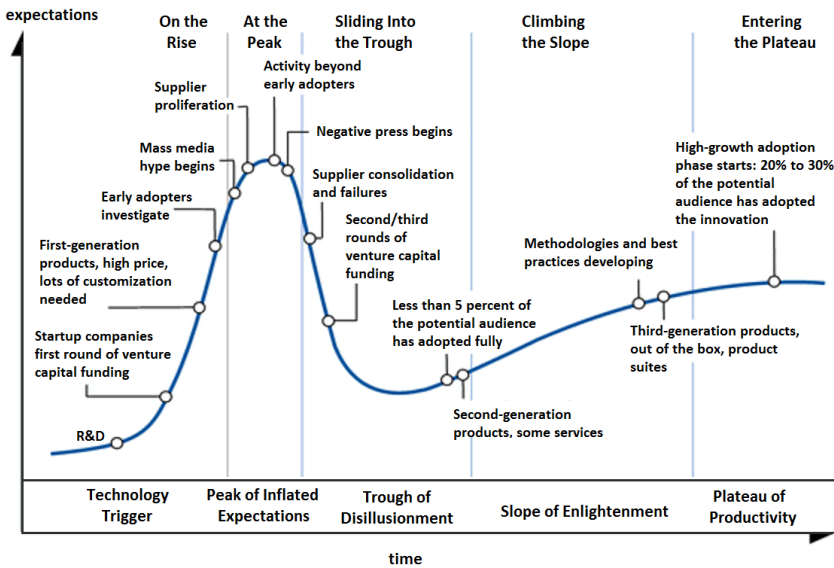 expectations
On the
Rise
At the
Peak
Sliding Into
the Trough
Climbing
the Slope
Entering
the Plateau
Activity beyond
early adopters
Supplier
proliferation
Negative press begins
Mass media
hype begins
High-growth adoption
phase starts: 20% to 30%
of the potential
audience has adopted
the innovation
Supplier consolidation
and failures
Early adopters
investigate
Second/third
rounds of
venture capital
funding
First-generation
products, high price,
lots of customization
needed
Methodologies and best
practices developing
Less than 5 percent of
the potential audience
has adopted fully
Startup companies
first round of venture
capital funding
Third-generation products,
out of the box, product
suites
Second-generation
products, some services
R&D
Technology
Trigger
Peak of Inflated
Expectations
Trough of
Disillusionment
Slope of Enlightenment
Plateau of
Productivity
time